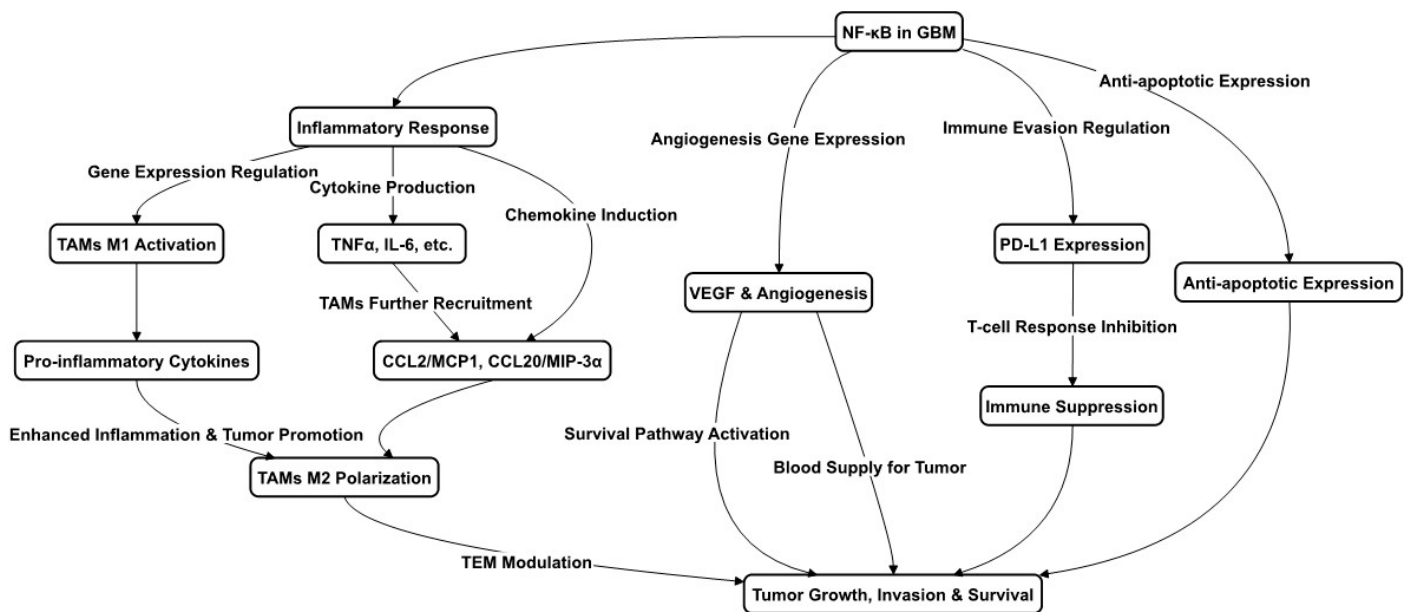 NF-κB in GBM
Anti-apoptotic Expression
Inflammatory Response
Angiogenesis Gene Expression
Immune Evasion Regulation
Gene Expression Regulation
Cytokine Production
Chemokine Induction
TAMs M1 Activation
TNFα, IL-6, etc.
PD-L1 Expression
VEGF & Angiogenesis
Anti-apoptotic Expression
TAMs Further Recruitment
T-cell Response Inhibition
Pro-inflammatory Cytokines
CCL2/MCP1, CCL20/MIP-3α
Immune Suppression
Enhanced Inflammation & Tumor Promotion
Survival Pathway Activation
Blood Supply for Tumor
TAMs M2 Polarization
TEM Modulation
Tumor Growth, Invasion & Survival